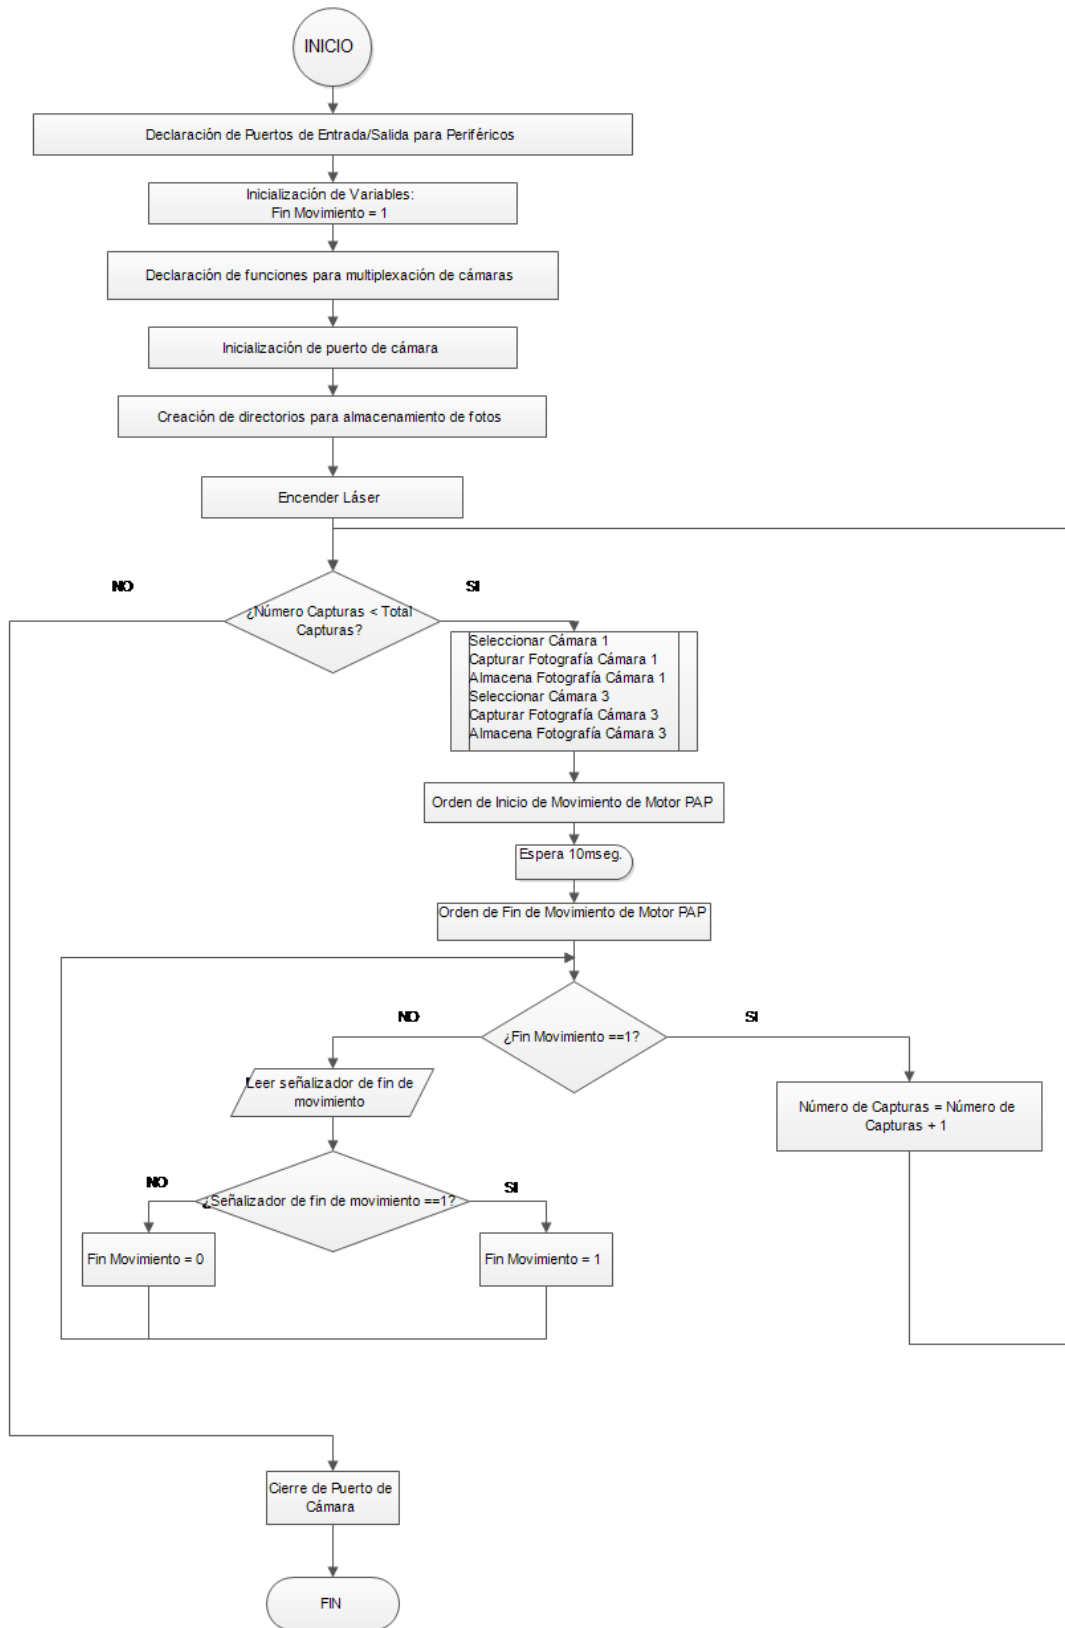 INICIO
Declaración de Puertos de Entrada/Salida para Periféricos
Inicialización de Variables:
Fin Movimiento = 1
Declaración de funciones para multiplexación de cámaras
Inicialización de puerto de cámara
Creación de directorios para almacenamiento de fotos
Encender Láser
NO
SI
¿Número Capturas < Total
Capturas?
Seleccionar Cámara 1
Capturar Fotografía Cámara 1
Almacena Fotografía Cámara 1
Seleccionar Cámara 3
Capturar Fotografía Cámara 3
Almacena Fotografía Cámara 3
Orden de Inicio de Movimiento de Motor PAP
Espera 10mseg.
Orden de Fin de Movimiento de Motor PAP
NO
SI
¿Fin Movimiento ==1?
Leer señalizador de fin de
movimiento
Número de Capturas = Número de
Capturas + 1
NO
SI
¿Señalizador de fin de movimiento ==1?
Fin Movimiento = 0
Fin Movimiento = 1
Cierre de Puerto de
Cámara
FIN